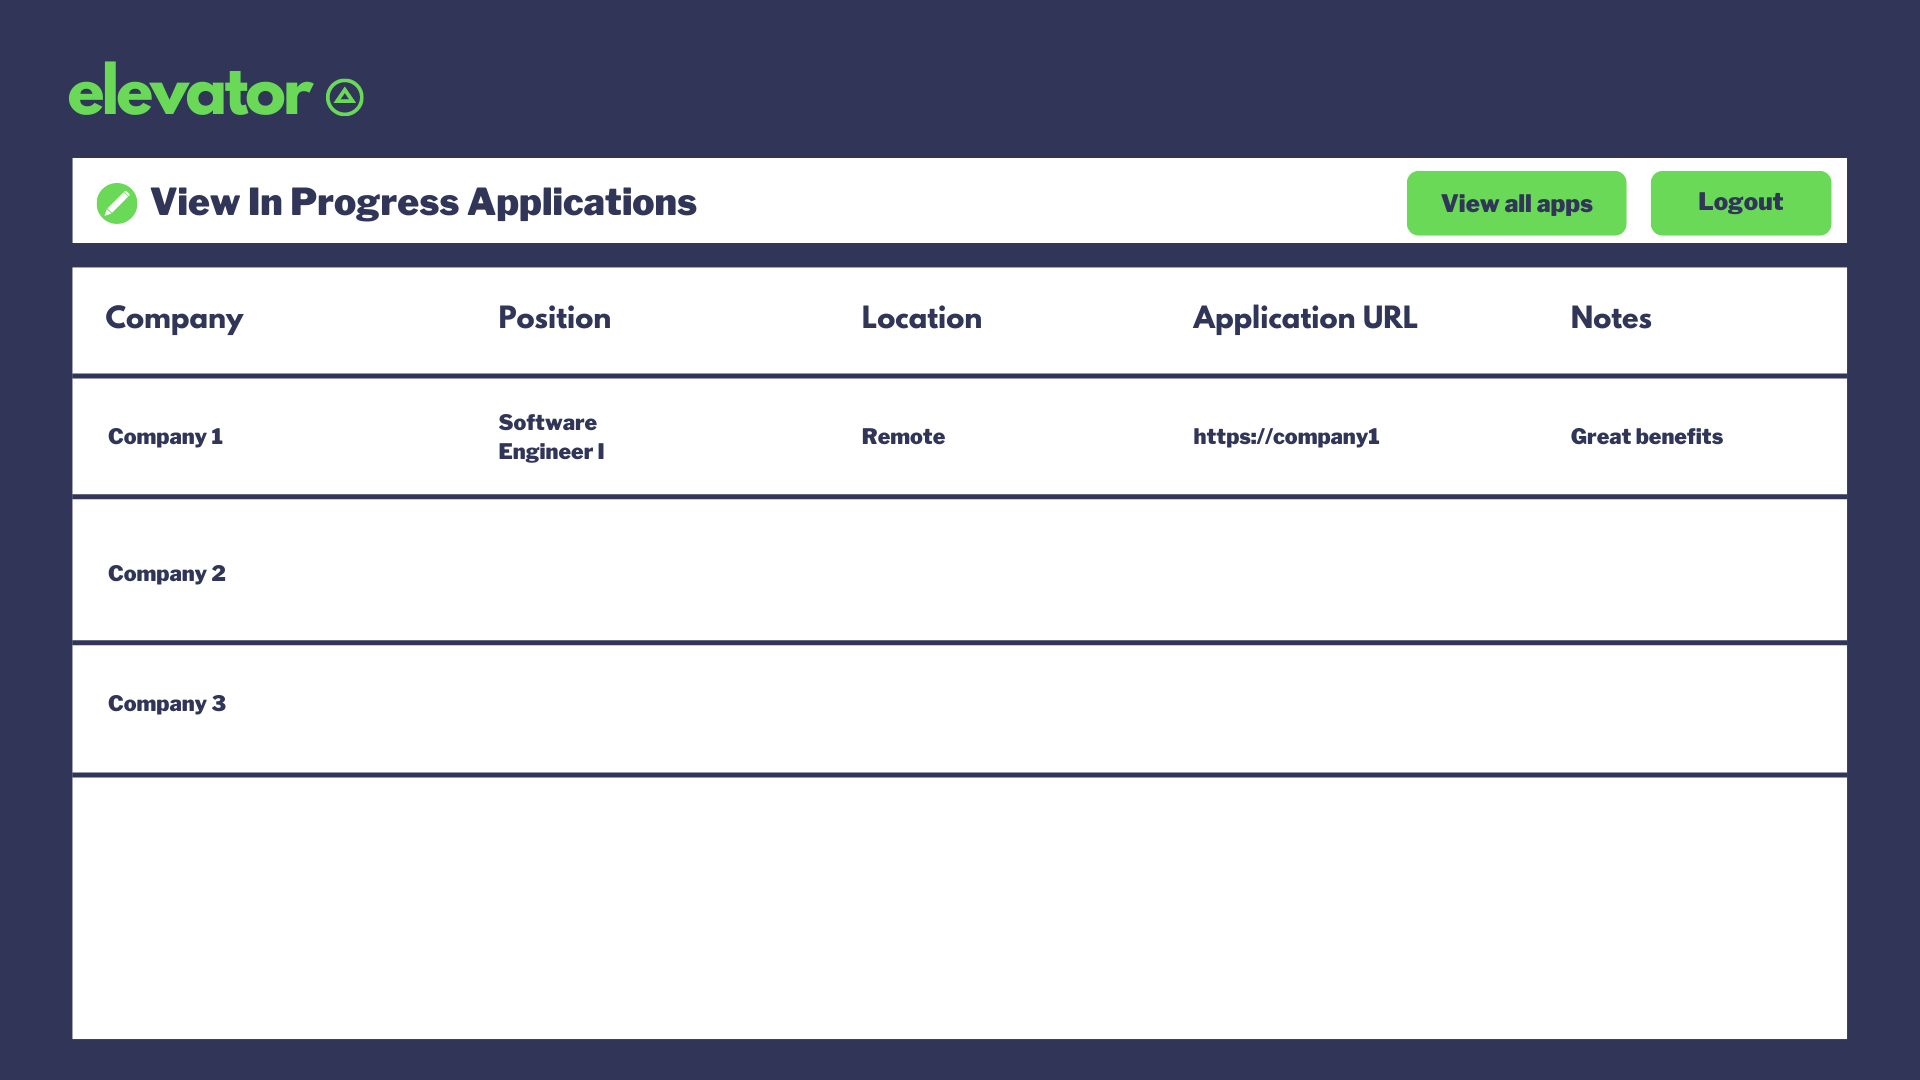 elevator
View In Progress Applications
View all apps
Logout
Company
Position
Location
Application URL
Notes
Company 1
Software
Engineer I
Remote
https://company1
Great benefits
Company 2
Company 3